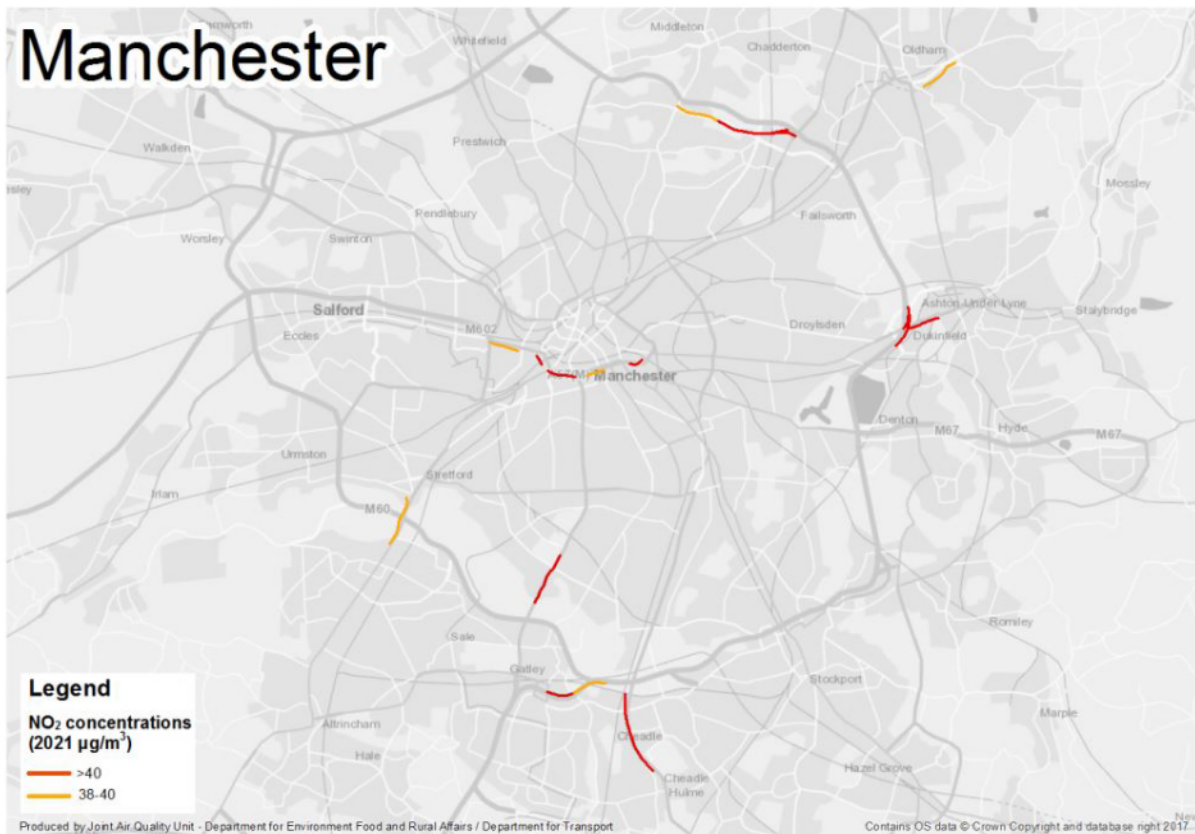 Manchester
Middleton
Whitefield
Chadderton
Oldham
Prestwich
Walkden
Mossley
Pendlebury
Failsworth
Worsley
Swinton
Ashton-Under-Lyne
Salford
Stalybridge
M602
Droylsden
Eccles
Dukinfield
Manchester
Denton
M67
Hyde
M67
Urmston
Stretford
Irlam
M60
Romiley
Sale
Gatley
Stockport
Altrincham
Marple
Cheadle
Hale
Hazel Grove
Cheadle
Hulme
Legend
NO₂ concentrations
(2021 µg/m³)
>40
38-40
Produced by Joint Air Quality Unit - Department for Environment Food and Rural Affairs / Department for Transport
Contains OS data © Crown Copyright and database right 2017